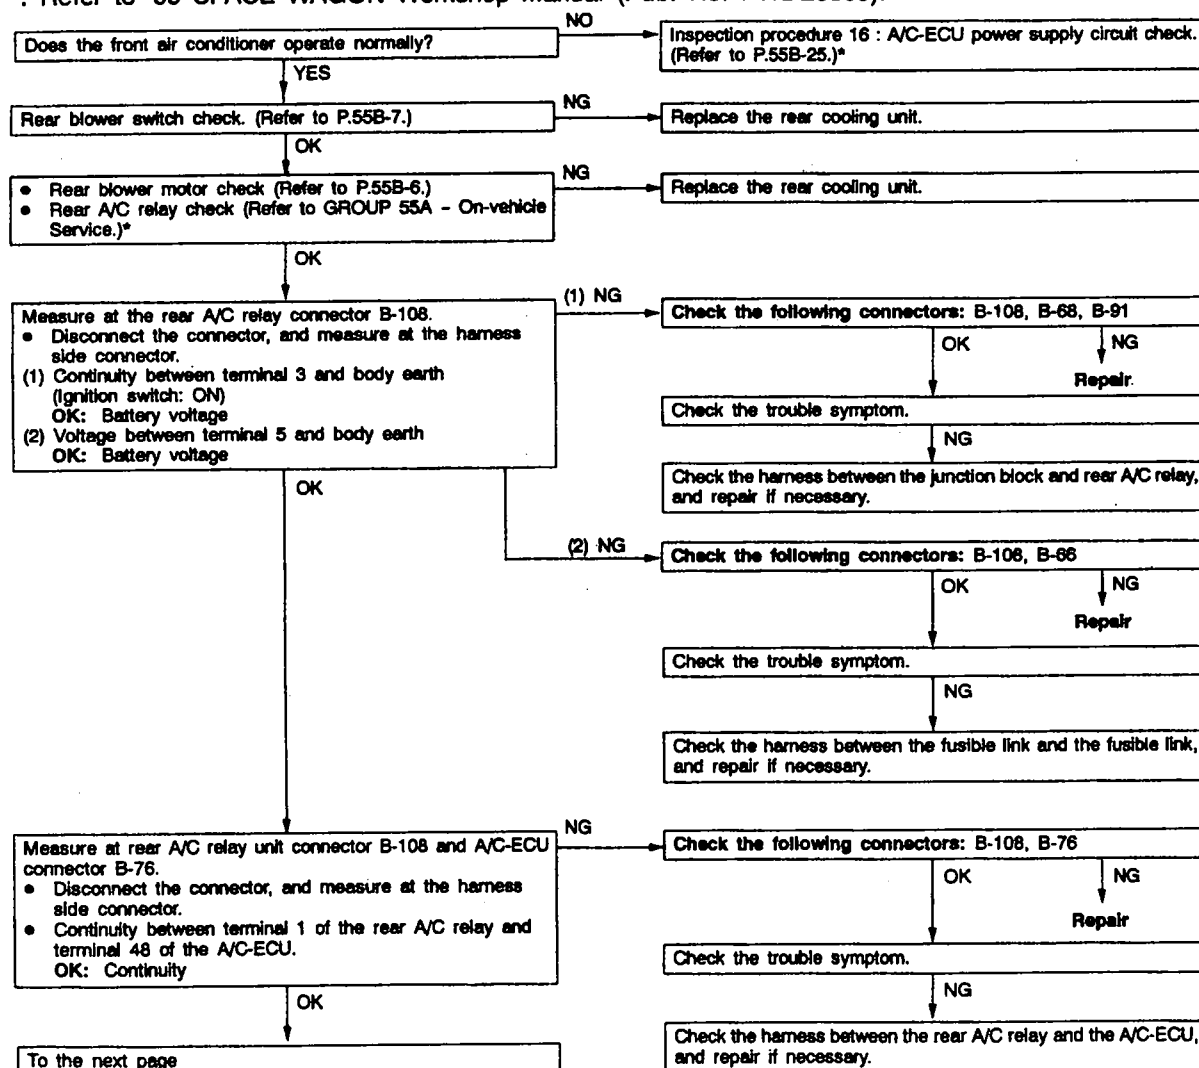 Does the front air conditioner operate normally?
NO
Inspection procedure 16 : A/C-ECU power supply circuit check.
(Refer to P.55B-25.)*
YES
Rear blower switch check. (Refer to P.55B-7.)
NG
Replace the rear cooling unit.
OK
• Rear blower motor check (Refer to P.55B-6.)
• Rear A/C relay check (Refer to GROUP 55A – On-vehicle
Service.)*
NG
Replace the rear cooling unit.
OK
Measure at the rear A/C relay connector B-108.
• Disconnect the connector, and measure at the harness
side connector.
(1) Continuity between terminal 3 and body earth
(Ignition switch: ON)
OK: Battery voltage
(2) Voltage between terminal 5 and body earth
OK: Battery voltage
(1) NG
Check the following connectors: B-108, B-68, B-91
OK
NG
Repair.
Check the trouble symptom.
NG
Check the harness between the junction block and rear A/C relay,
and repair if necessary.
OK
(2) NG
Check the following connectors: B-108, B-66
OK
NG
Repair
Check the trouble symptom.
NG
Check the harness between the fusible link and the fusible link,
and repair if necessary.
Measure at rear A/C relay unit connector B-108 and A/C-ECU
connector B-76.
• Disconnect the connector, and measure at the harness
side connector.
• Continuity between terminal 1 of the rear A/C relay and
terminal 48 of the A/C-ECU.
OK: Continuity
NG
Check the following connectors: B-108, B-76
OK
NG
Repair
Check the trouble symptom.
NG
Check the harness between the rear A/C relay and the A/C-ECU,
and repair if necessary.
OK
To the next page